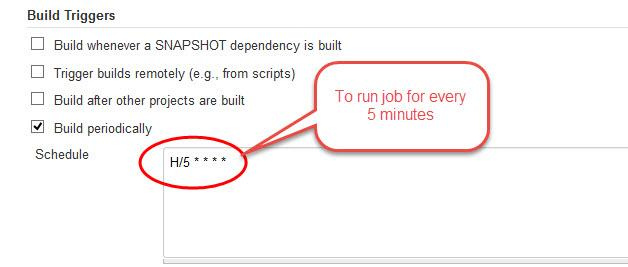 Build Triggers
Build whenever a SNAPSHOT dependency is built
Trigger builds remotely (e.g., from scripts)
Build after other projects are built
Build periodically
To run job for every
5 minutes
Schedule
H/5 * * * *